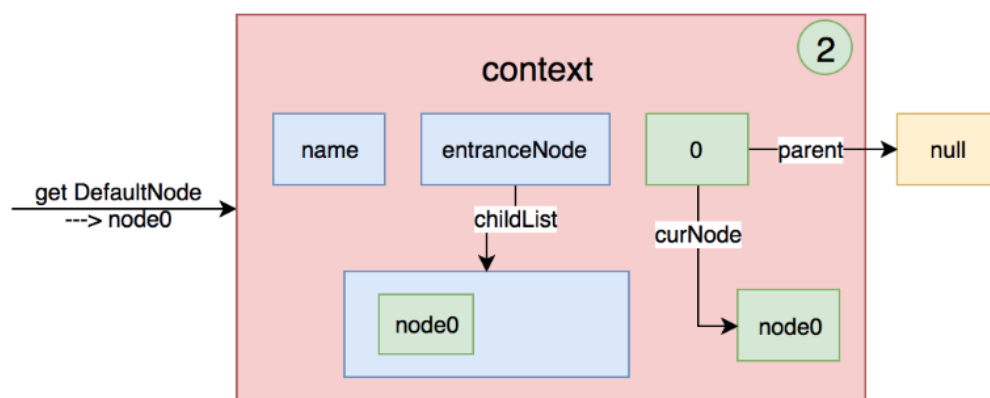 2
context
name
entranceNode
0
parent
null
get DefaultNode
---> node0
childList
curNode
node0
node0